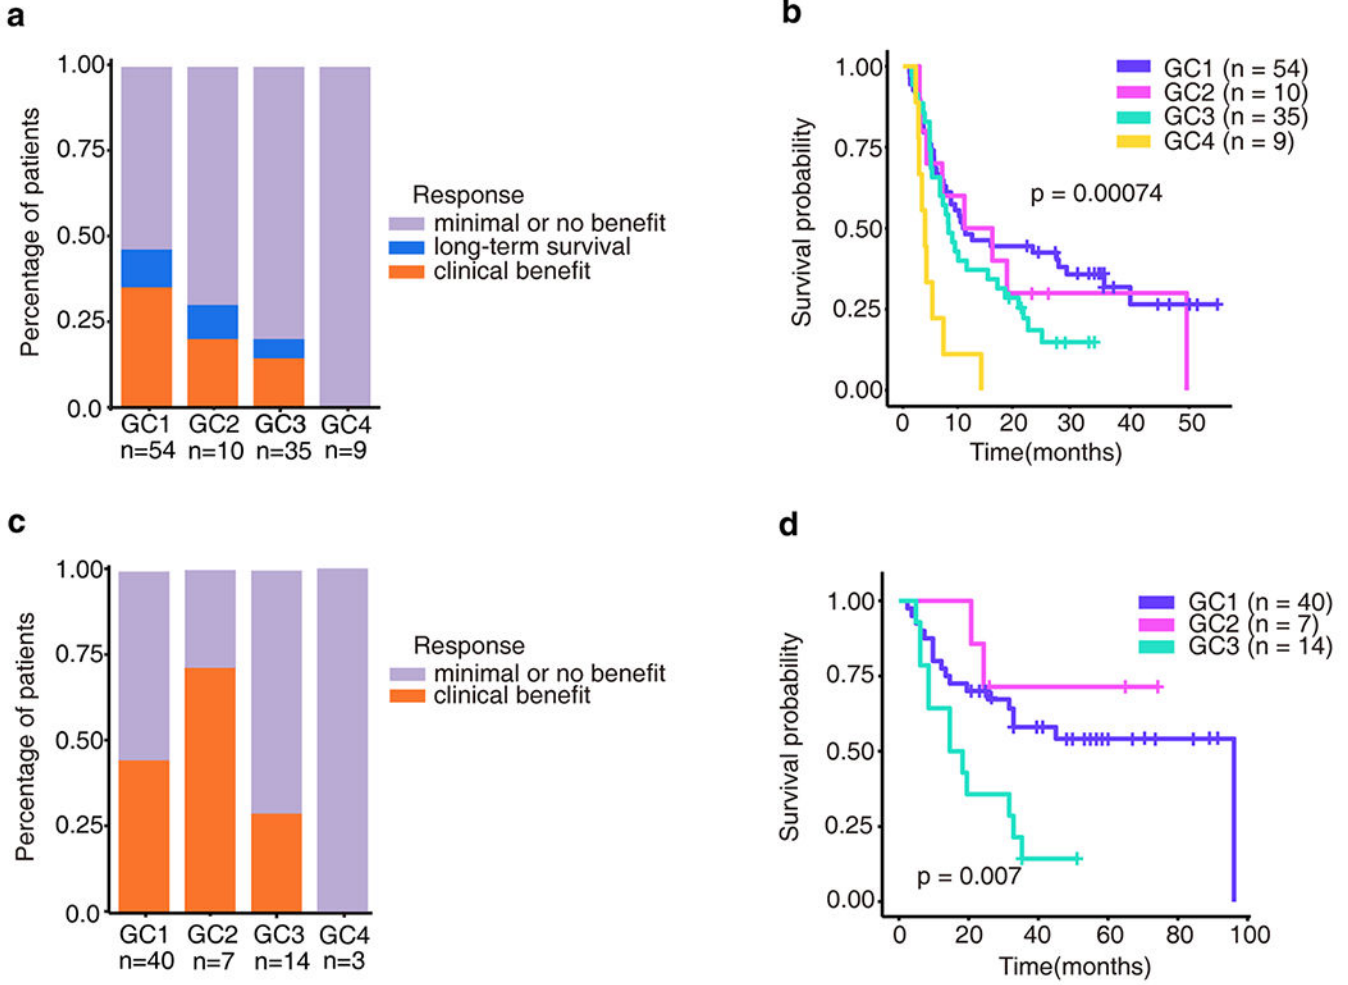 a
Percentage of patients
1.00
0.75
0.50
0.25
0.0
GC1 GC2 GC3 GC4
n=54 n=10 n=35 n=9
Response
minimal or no benefit
long-term survival
clinical benefit
b
Survival probability
1.00
0.75
0.50
0.25
0.00
0 10 20 30 40 50
Time(months)
GC1 (n = 54)
GC2 (n = 10)
GC3 (n = 35)
GC4 (n = 9)
p = 0.00074
c
Percentage of patients
1.00
0.75
0.50
0.25
0.0
GC1 GC2 GC3 GC4
n=40 n=7 n=14 n=3
Response
minimal or no benefit
clinical benefit
d
Survival probability
1.00
0.75
0.50
0.25
0.00
0 20 40 60 80 100
Time(months)
GC1 (n = 40)
GC2 (n = 7)
GC3 (n = 14)
p = 0.007